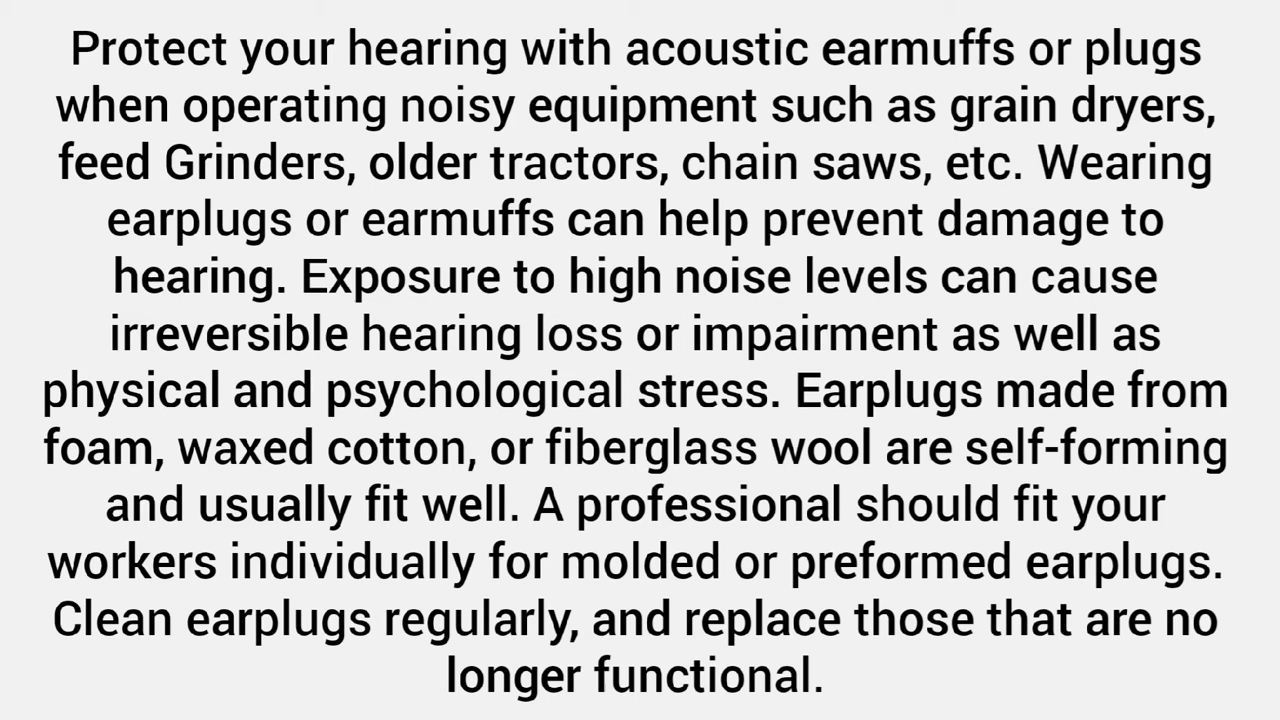 Protect your hearing with acoustic earmuffs or plugs
when operating noisy equipment such as grain dryers,
feed Grinders, older tractors, chain saws, etc. Wearing
earplugs or earmuffs can help prevent damage to
hearing. Exposure to high noise levels can cause
irreversible hearing loss or impairment as well as
physical and psychological stress. Earplugs made from
foam, waxed cotton, or fiberglass wool are self-forming
and usually fit well. A professional should fit your
workers individually for molded or preformed earplugs.
Clean earplugs regularly, and replace those that are no
longer functional.